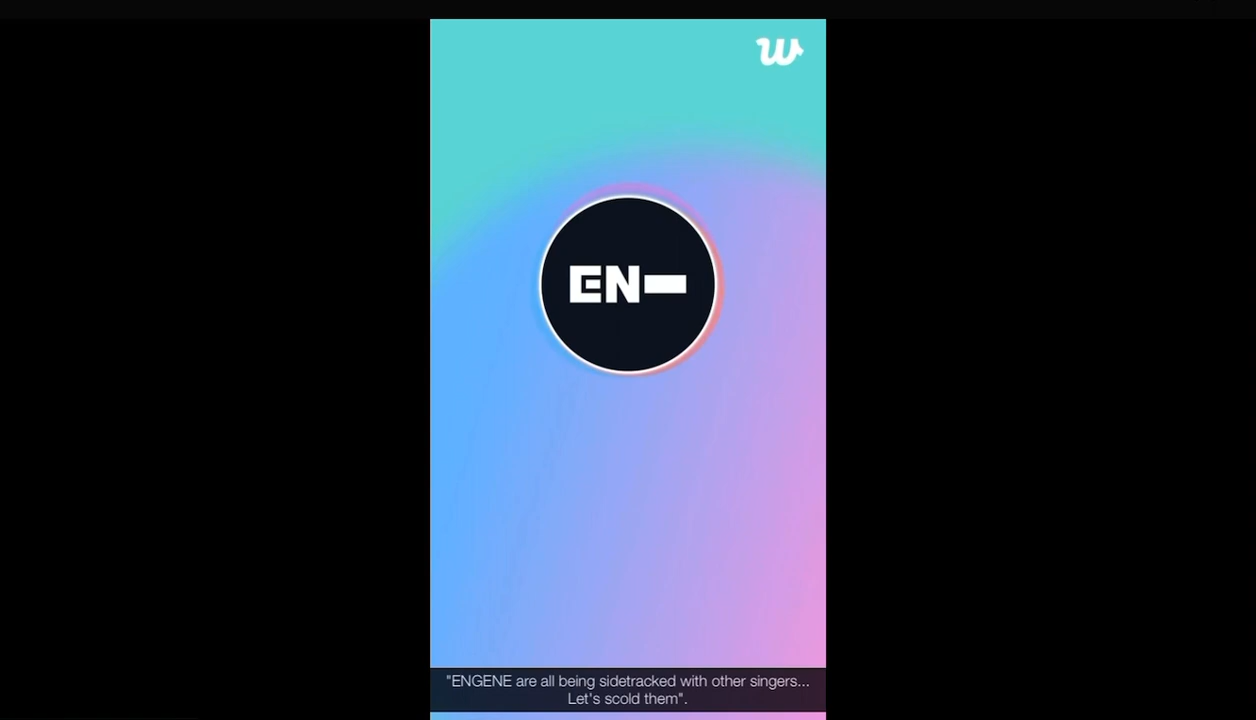 w
EN-
"ENGENE are all being sidetracked with other singers...
Let's scold them".